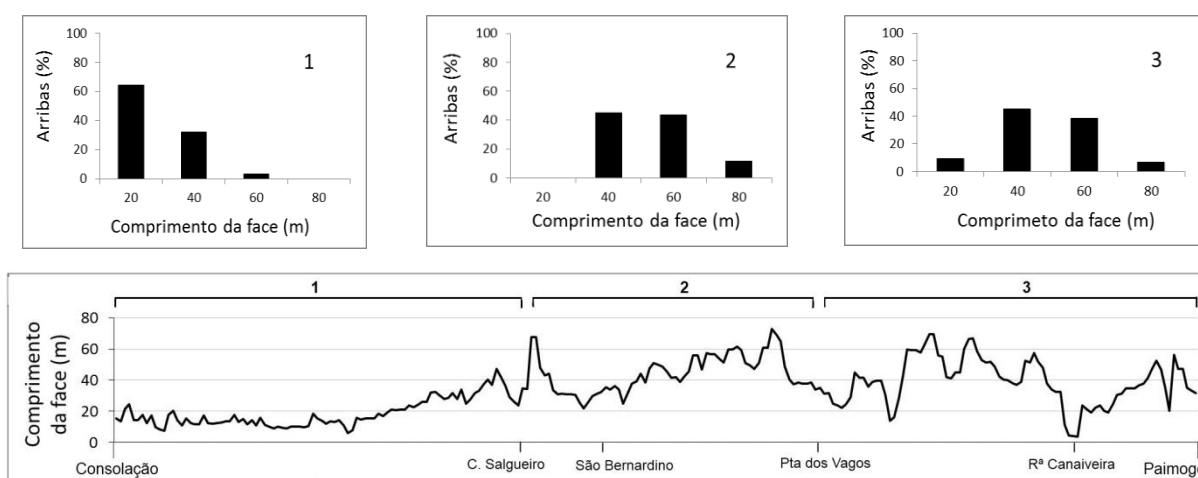 100
80
60
40
20
0
Arribas (%)
1
20 40 60 80
Comprimento da face (m)
100
80
60
40
20
0
Arribas (%)
2
20 40 60 80
Comprimento da face (m)
100
80
60
40
20
0
Arribas (%)
3
20 40 60 80
Comprimeto da face (m)
1 2 3
Comprimento
da face (m)
80
60
40
20
0
Consolação C. Salgueiro São Bernardino Pta dos Vagos Rª Canaiveira Paimogo